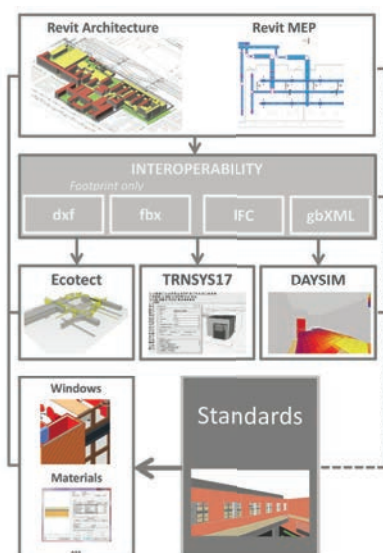 Revit Architecture
Revit MEP
INTEROPERABILITY
Footprint only
dxf
fbx
IFC
gbXML
Ecotect
TRNSYS17
DAYSIM
Windows
Materials
...
Standards